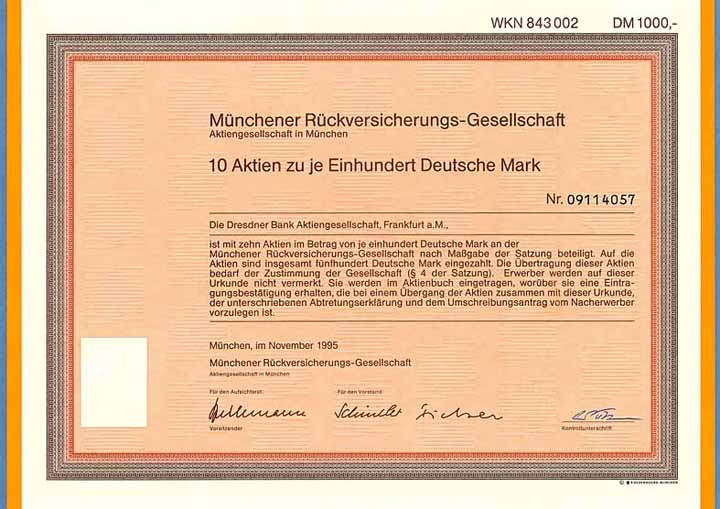 WKN 843 002 DM 1000,-
Münchener Rückversicherungs-Gesellschaft
Aktiengesellschaft in München
10 Aktien zu je Einhundert Deutsche Mark
Nr. 09114057
Die Dresdner Bank Aktiengesellschaft, Frankfurt a.M.,
ist mit zehn Aktien im Betrag von je einhundert Deutsche Mark an der
Münchener Rückversicherungs-Gesellschaft nach Maßgabe der Satzung beteiligt. Auf die
Aktien sind insgesamt fünfhundert Deutsche Mark eingezahlt. Die Übertragung dieser Aktien
bedarf der Zustimmung der Gesellschaft (§ 4 der Satzung). Erwerber werden auf dieser
Urkunde nicht vermerkt. Sie werden im Aktienbuch eingetragen, worüber sie eine Eintra-
gungsbestätigung erhalten, die bei einem Übergang der Aktien zusammen mit dieser Urkunde,
der unterschriebenen Abtretungserklärung und dem Umschreibungsantrag vom Nacherwerber
vorzulegen ist.
München, im November 1995
Münchener Rückversicherungs-Gesellschaft
Aktiengesellschaft in München
Für den Aufsichtsrat: Für den Vorstand:
Vorsitzender Kontrollunterschrift